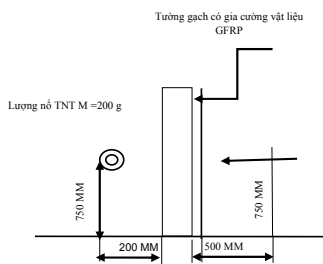 Tường gạch có gia cường vật liệu
GFRP
Lượng nổ TNT M =200 g
750 MM
750 MM
200 MM
500 MM